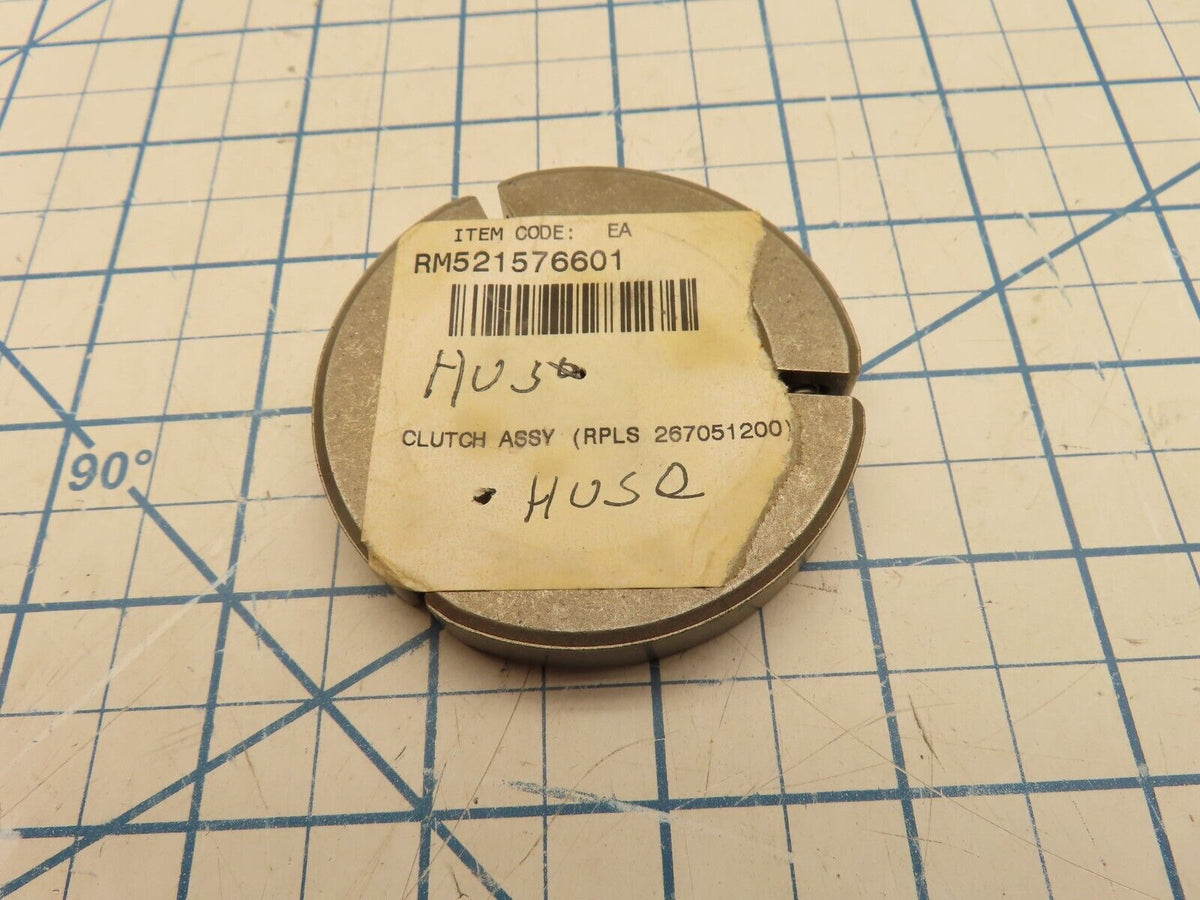 ITEM CODE: EA
RM521576601
HUS
CLUTCH ASSY (RPLS 267051200)
HUSQ
90°